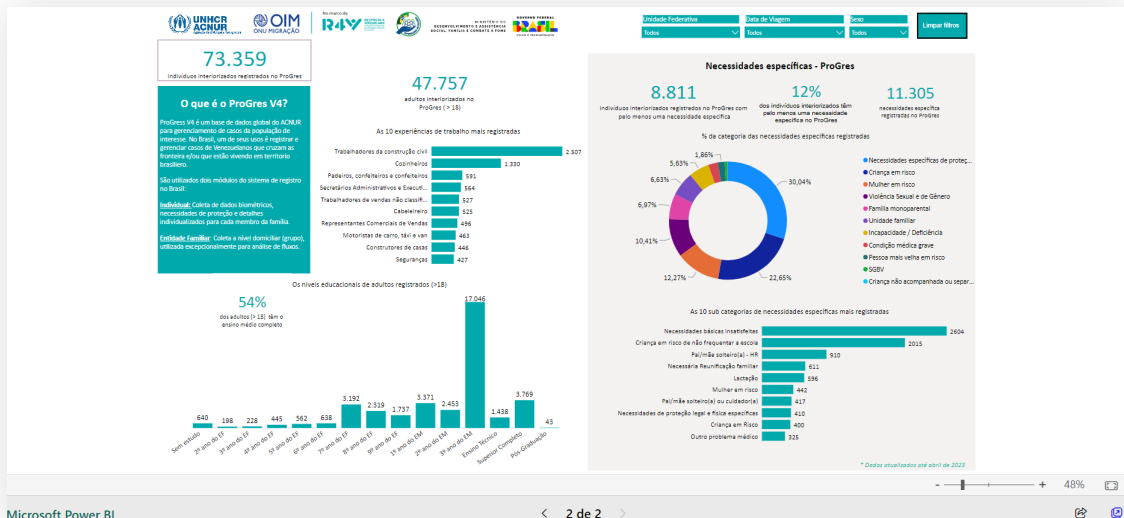 UNHCR
ACNUR
OIM
ONU MIGRAÇÃO
R4V
MINISTÉRIO DO
DESENVOLVIMENTO E ASSISTÊNCIA
SOCIAL, FAMÍLIA E COMBATE À FOME
GOVERNO FEDERAL
BRASIL
UNIÃO E RECONSTRUÇÃO
Unidade Federativa
Todos
Data de Viagem
Todos
Sexo
Todos
Limpar filtros
73.359
indivíduos interiorizados registrados no ProGres
O que é o ProGres V4?
ProGress V4 é um base de dados global do ACNUR
para gerenciamento de casos da população de
interesse. No Brasil, um de seus usos é registrar e
gerenciar casos de Venezuelanos que cruzam as
fronteira e/ou que estão vivendo em territorio
brasiliero.
São utilizados dois módulos do sistema de registro
no Brasil:
Individual: Coleta de dados biométricos,
necesidades de proteção e detalhes
individualizados para cada membro da família.
Entidade Familiar: Coleta a nível domiciliar (grupo),
utilizada excepcionalmente para análise de fluxos.
47.757
adultos interiorizados no
ProGres ( > 18)
As 10 experiências de trabalho mais registradas
Trabalhadores da construção civil 2.507
Cozinheiros 1.330
Padeiros, confeiteiros e confeiteiros 591
Secretários Administrativos e Executi... 564
Trabalhadores de vendas não classifi... 527
Cabeleireiro 525
Representantes Comerciais de Vendas 496
Motoristas de carro, táxi e van 463
Construtores de casas 446
Seguranças 427
Os níveis educacionais de adultos registrados (>18)
54%
dos adultos (> 18) têm o
ensino médio completo
640 198 228 445 562 638 3.192 2.319 1.737 3.371 2.453 17.046 1.438 3.769 43
Sem estudo
2º ano do EF
3º ano do EF
4º ano do EF
5º ano do EF
6º ano do EF
7º ano do EF
8º ano do EF
9º ano do EF
1º ano do EM
2º ano do EM
3º ano do EM
Ensino Técnico
Superior Completo
Pós-Graduação
Necessidades específicas - ProGres
8.811
indivíduos interiorizados registrados no ProGres com
pelo menos uma necessidade específica
12%
dos indivíduos interiorizados têm
pelo menos uma necessidade
especifica no ProGres
11.305
necessidades específica
registradas no ProGres
% da categoria das necessidades específicas registradas
30,04%
22,65%
12,27%
10,41%
6,97%
6,63%
5,63%
1,86%
Necessidades específicas de proteç...
Criança em risco
Mulher em risco
Violência Sexual e de Gênero
Família monoparental
Unidade familiar
Incapacidade / Deficiência
Condição médica grave
Pessoa mais velha em risco
SGBV
Criança não acompanhada ou separ...
As 10 sub categorias de necessidades específicas mais registradas
Necessidades básicas insatisfeitas 2604
Criança em risco de não frequentar a escola 2015
Pai/mãe solteiro(a) - HR 910
Necessária Reunificação familiar 611
Lactação 596
Mulher em risco 442
Pai/mãe solteiro(a) ou cuidador(a) 417
Necessidades de proteção legal e física específicas 410
Criança em Risco 400
Outro problema médico 325
* Dados atualizados até abril de 2023
- + 48%
Microsoft Power BI
2 de 2